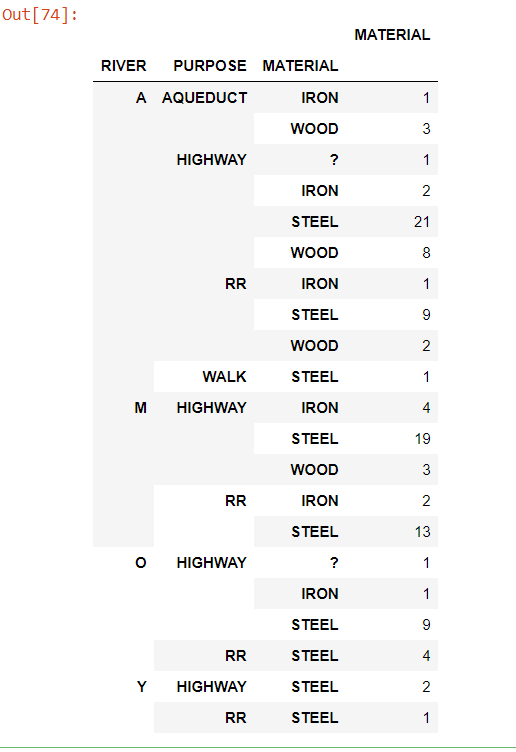 Out[74]:
MATERIAL
RIVER PURPOSE MATERIAL
A AQUEDUCT IRON 1
WOOD 3
HIGHWAY ? 1
IRON 2
STEEL 21
WOOD 8
RR IRON 1
STEEL 9
WOOD 2
WALK STEEL 1
M HIGHWAY IRON 4
STEEL 19
WOOD 3
RR IRON 2
STEEL 13
O HIGHWAY ? 1
IRON 1
STEEL 9
RR STEEL 4
Y HIGHWAY STEEL 2
RR STEEL 1